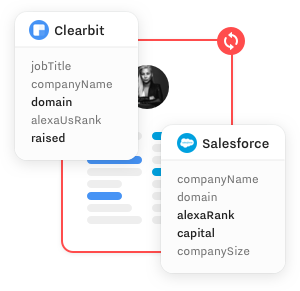 Clearbit
jobTitle
companyName
domain
alexaUsRank
raised
Salesforce
companyName
domain
alexaRank
capital
companySize